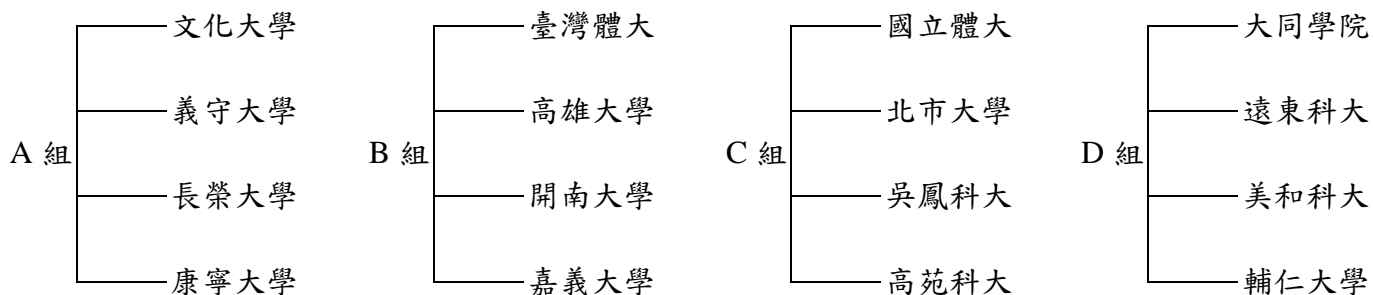 A 組
文化大學
義守大學
長榮大學
康寧大學
B 組
臺灣體大
高雄大學
開南大學
嘉義大學
C 組
國立體大
北市大學
吳鳳科大
高苑科大
D 組
大同學院
遠東科大
美和科大
輔仁大學